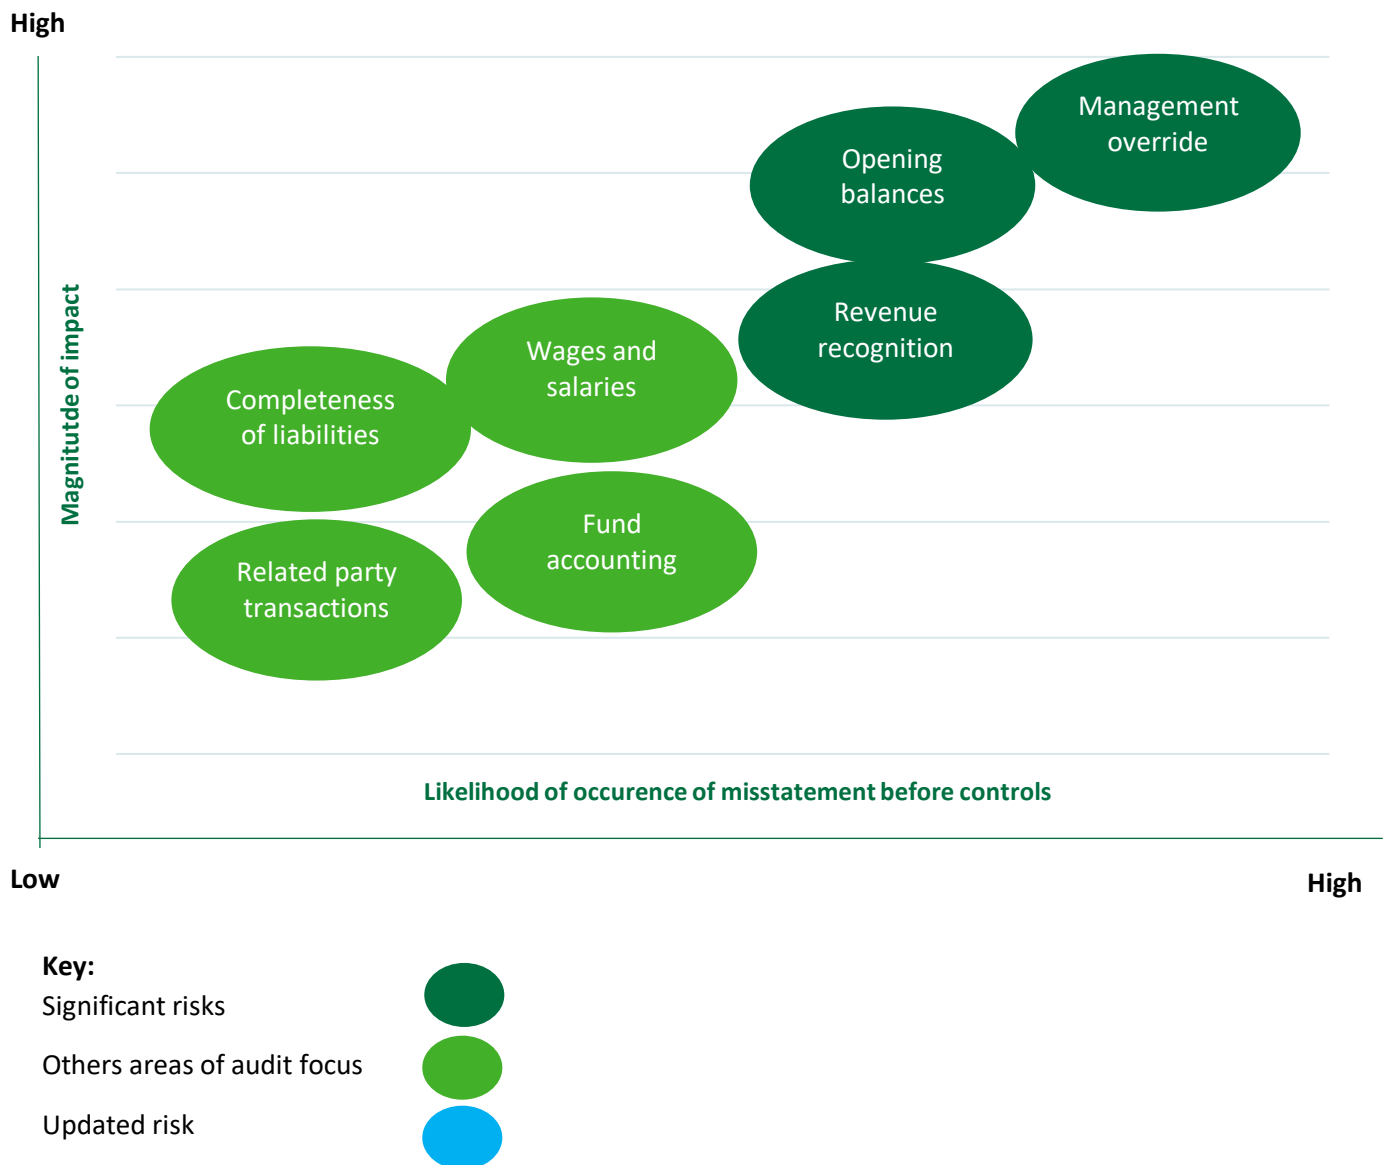 High
Management
override
Opening
balances
Revenue
recognition
Wages and
salaries
Completeness
of liabilities
Fund
accounting
Related party
transactions
Magnitutde of impact
Likelihood of occurence of misstatement before controls
Low
High
Key:
Significant risks
Others areas of audit focus
Updated risk